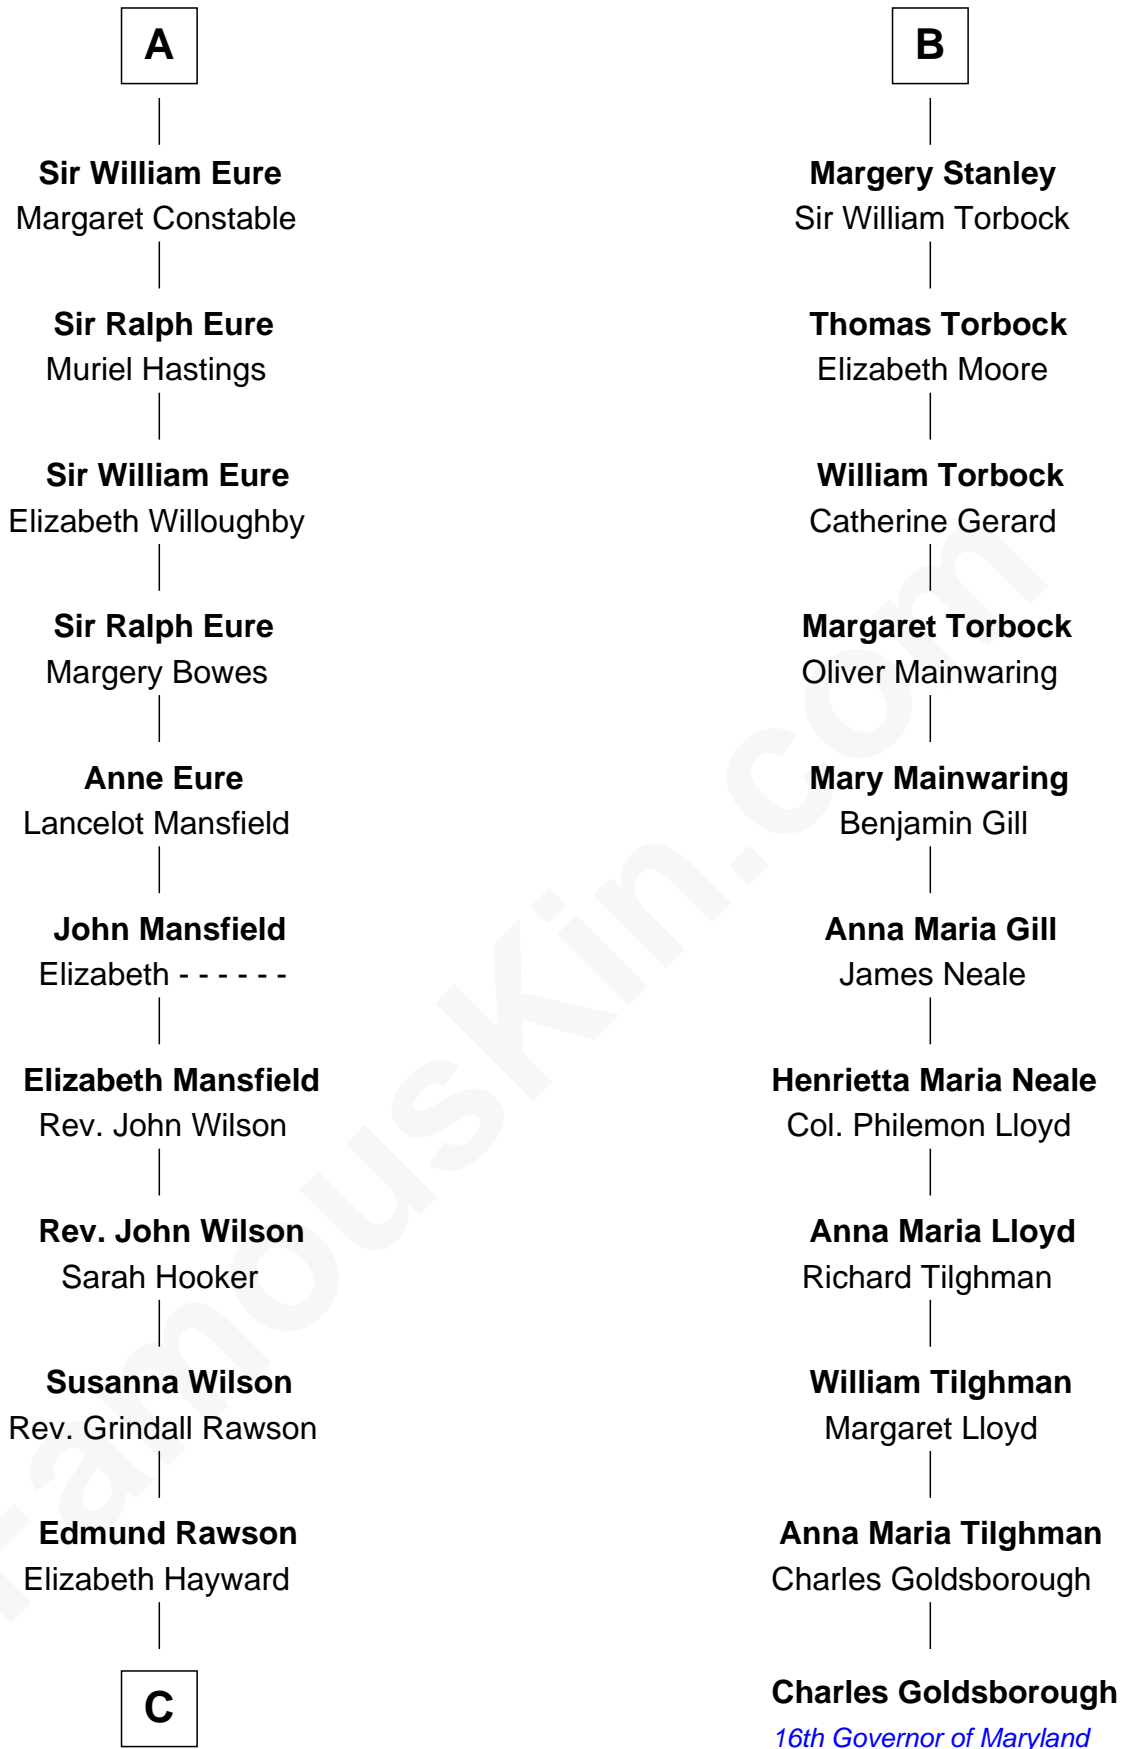 A
Sir William Eure
Margaret Constable
Sir Ralph Eure
Muriel Hastings
Sir William Eure
Elizabeth Willoughby
Sir Ralph Eure
Margery Bowes
Anne Eure
Lancelot Mansfield
John Mansfield
Elizabeth - - - - - -
Elizabeth Mansfield
Rev. John Wilson
Rev. John Wilson
Sarah Hooker
Susanna Wilson
Rev. Grindall Rawson
Edmund Rawson
Elizabeth Hayward
C
B
Margery Stanley
Sir William Torbock
Thomas Torbock
Elizabeth Moore
William Torbock
Catherine Gerard
Margaret Torbock
Oliver Mainwaring
Mary Mainwaring
Benjamin Gill
Anna Maria Gill
James Neale
Henrietta Maria Neale
Col. Philemon Lloyd
Anna Maria Lloyd
Richard Tilghman
William Tilghman
Margaret Lloyd
Anna Maria Tilghman
Charles Goldsborough
Charles Goldsborough
16th Governor of Maryland
FamousKin.com